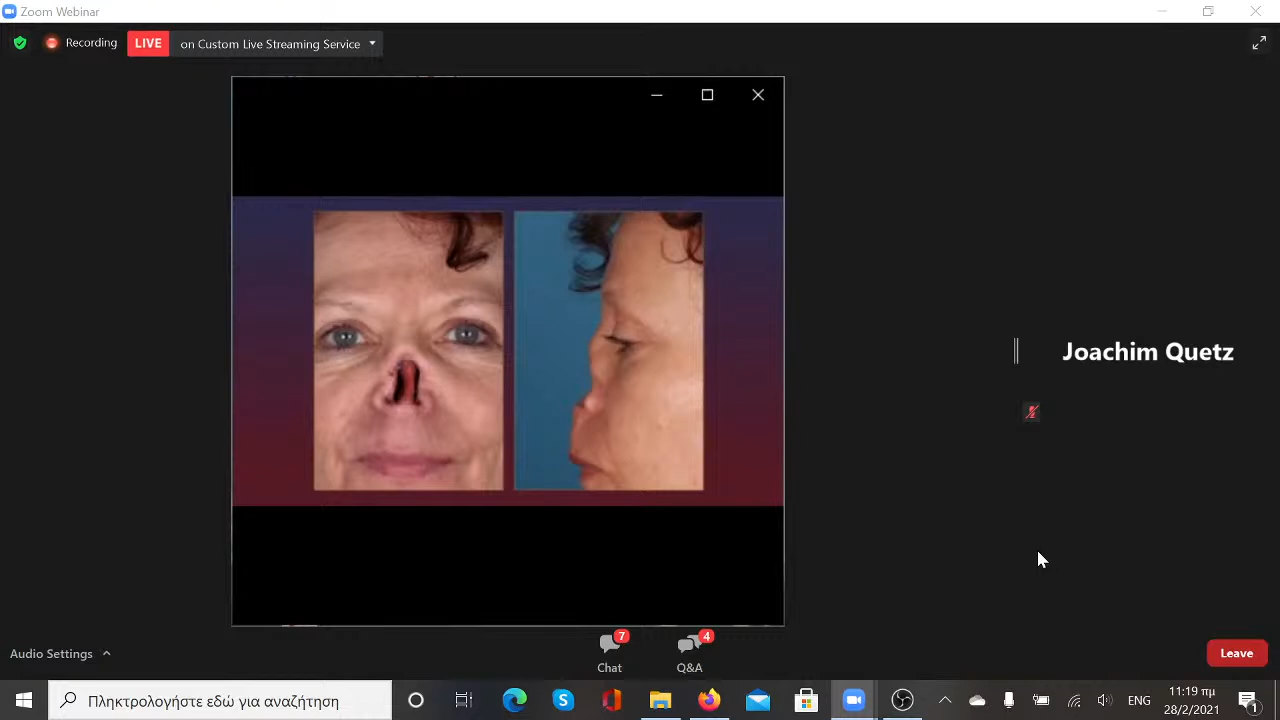 Zoom Webinar
Recording
LIVE
on Custom Live Streaming Service
Joachim Quetz
Audio Settings
7
Chat
4
Q&A
Leave
Πληκτρολογήστε εδώ για αναζήτηση
ENG
11:19 πμ
28/2/2021
1